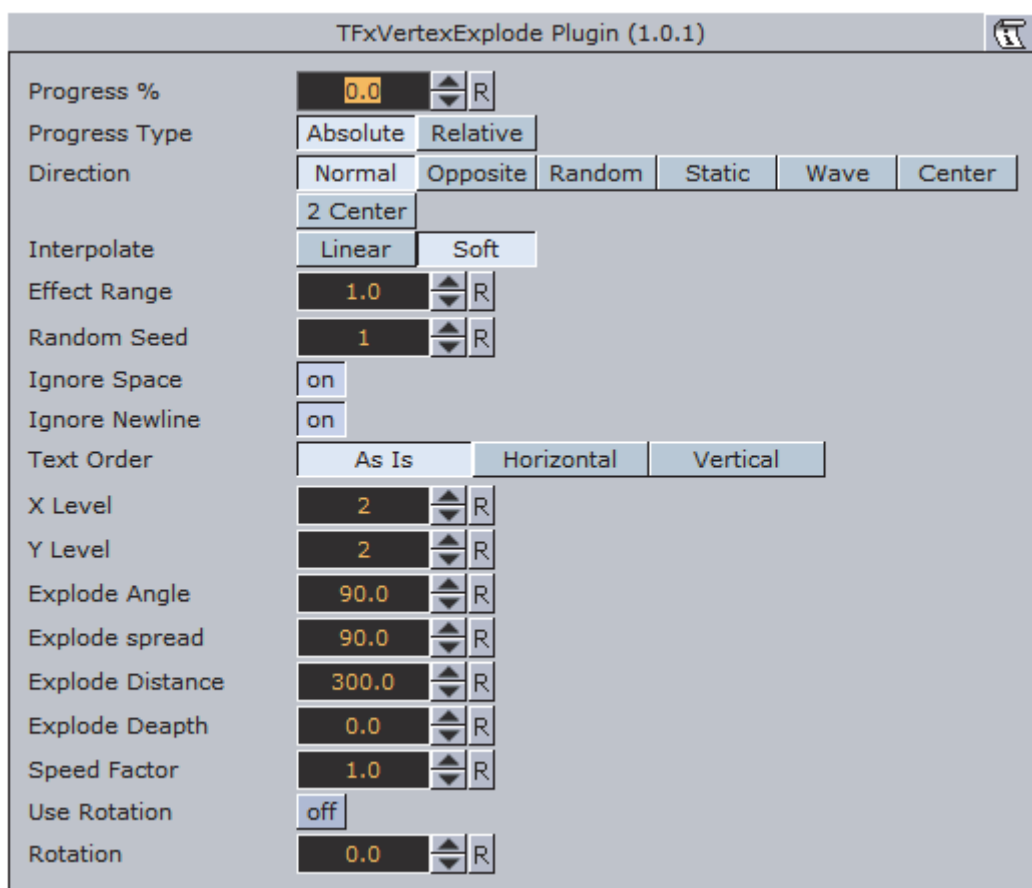 TFxVertexExplode Plugin (1.0.1)
Progress % 0.0 R
Progress Type Absolute Relative
Direction Normal Opposite Random Static Wave Center
2 Center
Interpolate Linear Soft
Effect Range 1.0 R
Random Seed 1 R
Ignore Space on
Ignore Newline on
Text Order As Is Horizontal Vertical
X Level 2 R
Y Level 2 R
Explode Angle 90.0 R
Explode spread 90.0 R
Explode Distance 300.0 R
Explode Deapth 0.0 R
Speed Factor 1.0 R
Use Rotation off
Rotation 0.0 R